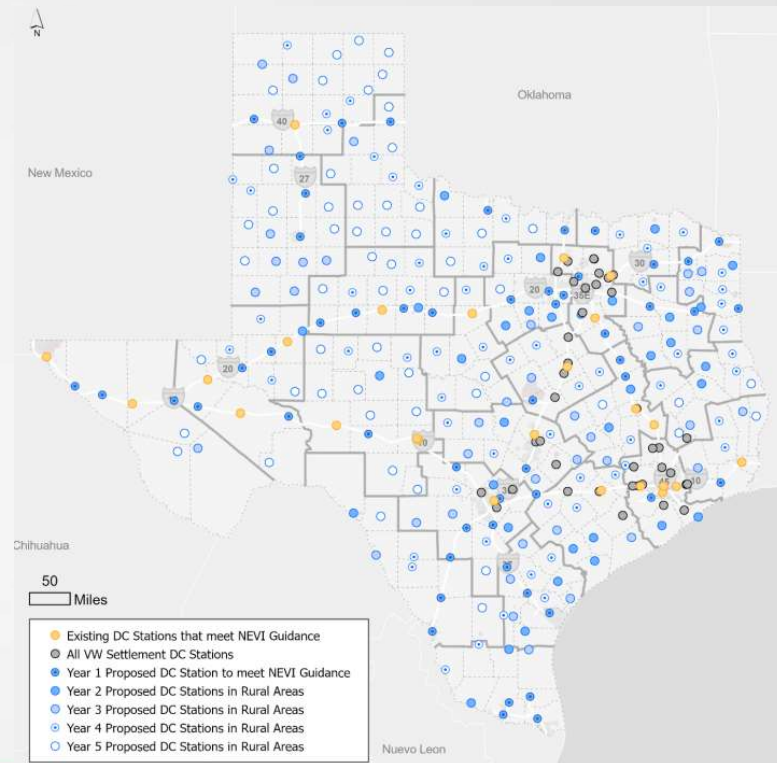 N
Oklahoma
40
New Mexico
27
30
20
35E
20
10
45
10
Chihuahua
50
Miles
Existing DC Stations that meet NEVI Guidance
All VW Settlement DC Stations
Year 1 Proposed DC Station to meet NEVI Guidance
Year 2 Proposed DC Stations in Rural Areas
Year 3 Proposed DC Stations in Rural Areas
Year 4 Proposed DC Stations in Rural Areas
Year 5 Proposed DC Stations in Rural Areas
Nuevo Leon